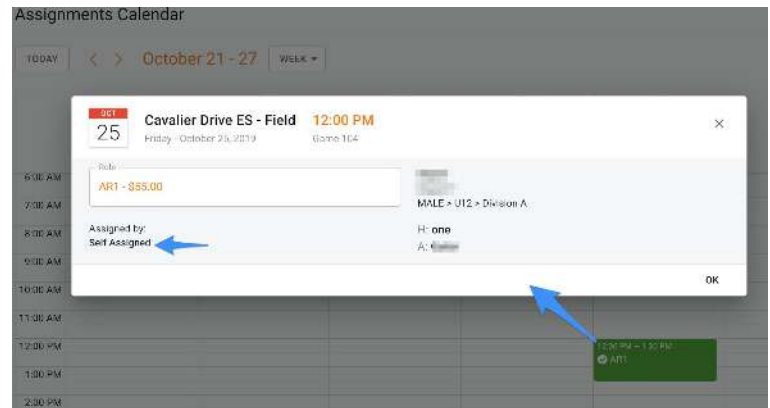 Assignments Calendar
TODAY < > October 21 - 27 WEEK
OCT
25
Cavalier Drive ES - Field 12:00 PM
Friday - October 25, 2019 Game 104
×
Role
AR1 - $55.00
MALE > U12 > Division A
Assigned by:
Self Assigned
H: one
A:
OK
6:00 AM
7:00 AM
8:00 AM
9:00 AM
10:00 AM
11:00 AM
12:00 PM
1:00 PM
2:00 PM
12:00 PM – 1:30 PM
AR1